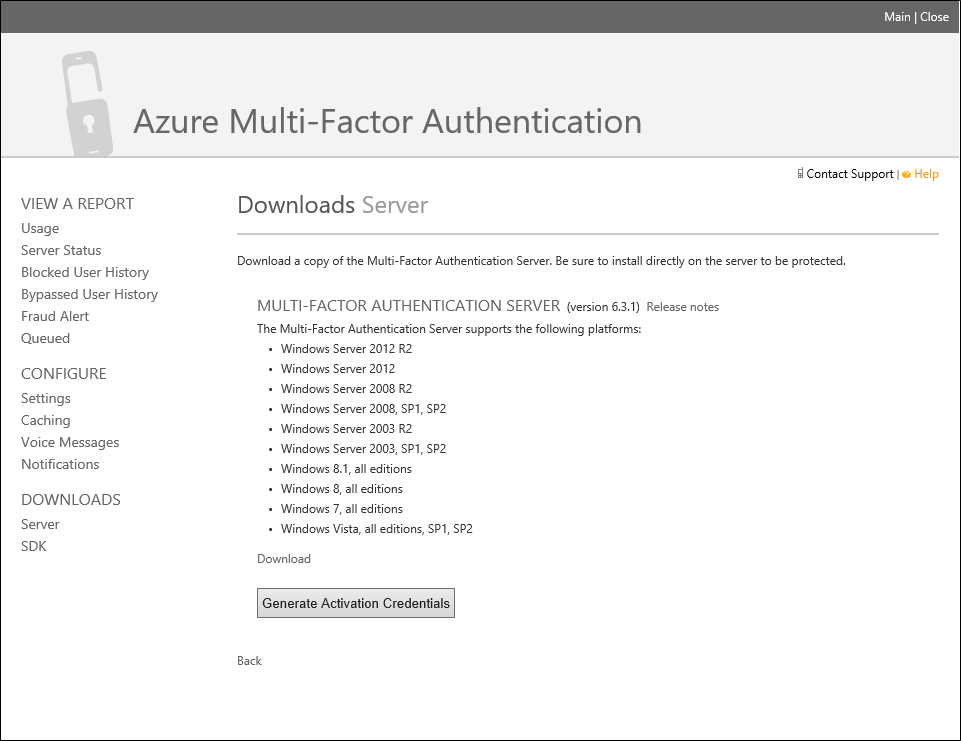 Main | Close
Azure Multi-Factor Authentication
Contact Support | Help
VIEW A REPORT
Usage
Server Status
Blocked User History
Bypassed User History
Fraud Alert
Queued
CONFIGURE
Settings
Caching
Voice Messages
Notifications
DOWNLOADS
Server
SDK
Downloads Server
Download a copy of the Multi-Factor Authentication Server. Be sure to install directly on the server to be protected.
MULTI-FACTOR AUTHENTICATION SERVER (version 6.3.1) Release notes
The Multi-Factor Authentication Server supports the following platforms:
• Windows Server 2012 R2
• Windows Server 2012
• Windows Server 2008 R2
• Windows Server 2008, SP1, SP2
• Windows Server 2003 R2
• Windows Server 2003, SP1, SP2
• Windows 8.1, all editions
• Windows 8, all editions
• Windows 7, all editions
• Windows Vista, all editions, SP1, SP2
Download
Generate Activation Credentials
Back